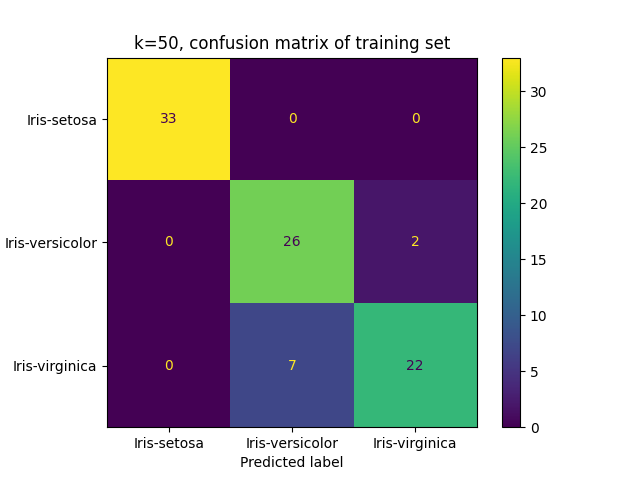 k=50, confusion matrix of training set
Iris-setosa 33 0 0
Iris-versicolor 0 26 2
Iris-virginica 0 7 22
Iris-setosa Iris-versicolor Iris-virginica
Predicted label
30
25
20
15
10
5
0